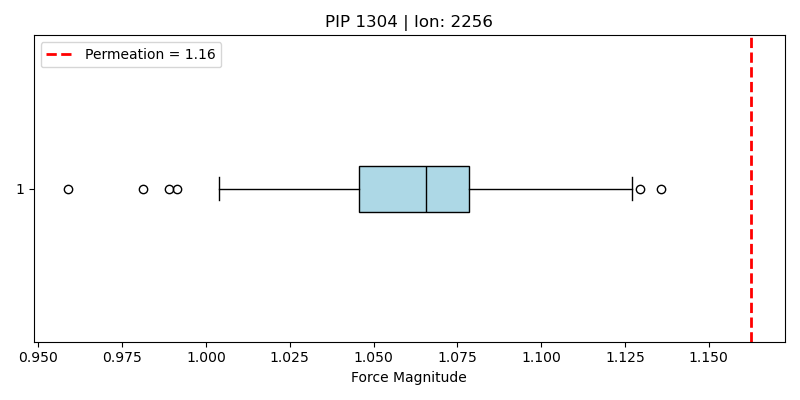 PIP 1304 | Ion: 2256
Permeation = 1.16
1
0.950 0.975 1.000 1.025 1.050 1.075 1.100 1.125 1.150
Force Magnitude